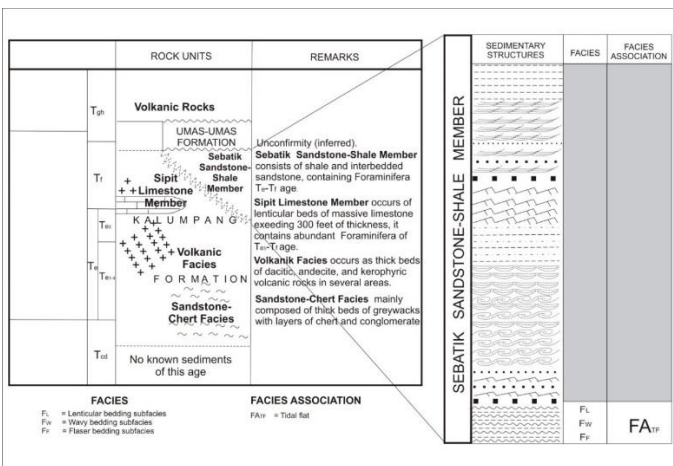 ROCK UNITS
REMARKS
Tgh
Volkanic Rocks
UMAS-UMAS
FORMATION
Tf
Sebatik
Sandstone-
Shale
Member
Sipit
Limestone
Member
KALUMPANG
Te
Te5
Te1-4
Volkanic
Facies
FORMATION
Sandstone-
Chert Facies
Tcd
No known sediments
of this age
Unconfirmity (inferred).
Sebatik Sandstone-Shale Member
consists of shale and interbedded
sandstone, containing Foraminifera
Te-Tf age.
Sipit Limestone Member occurs of
lenticular beds of massive limestone
exeeding 300 feet of thickness, it
contains abundant Foraminifera of
Te5-Tf age.
Volkanik Facies occurs as thick beds
of dacitic, andecite, and kerophyric
volcanic rocks in several areas.
Sandstone-Chert Facies mainly
composed of thick beds of greywacks
with layers of chert and conglomerate
FACIES
FL = Lenticular bedding subfacies
FW = Wavy bedding subfacies
FF = Flaser bedding subfacies
FACIES ASSOCIATION
FATF = Tidal flat
SEBATIK SANDSTONE-SHALE MEMBER
SEDIMENTARY
STRUCTURES
FACIES
FACIES
ASSOCIATION
FL
FW
FF
FATF